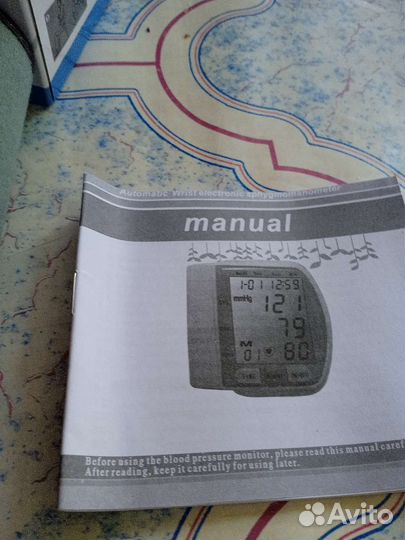 Automatic Wrist electronic sphygmomanometer
manual
1-01 12:59
mmHg 121
79
M
01 80
Before using the blood pressure monitor, please read this manual caref
After reading, keep it carefully for using later.
Avito